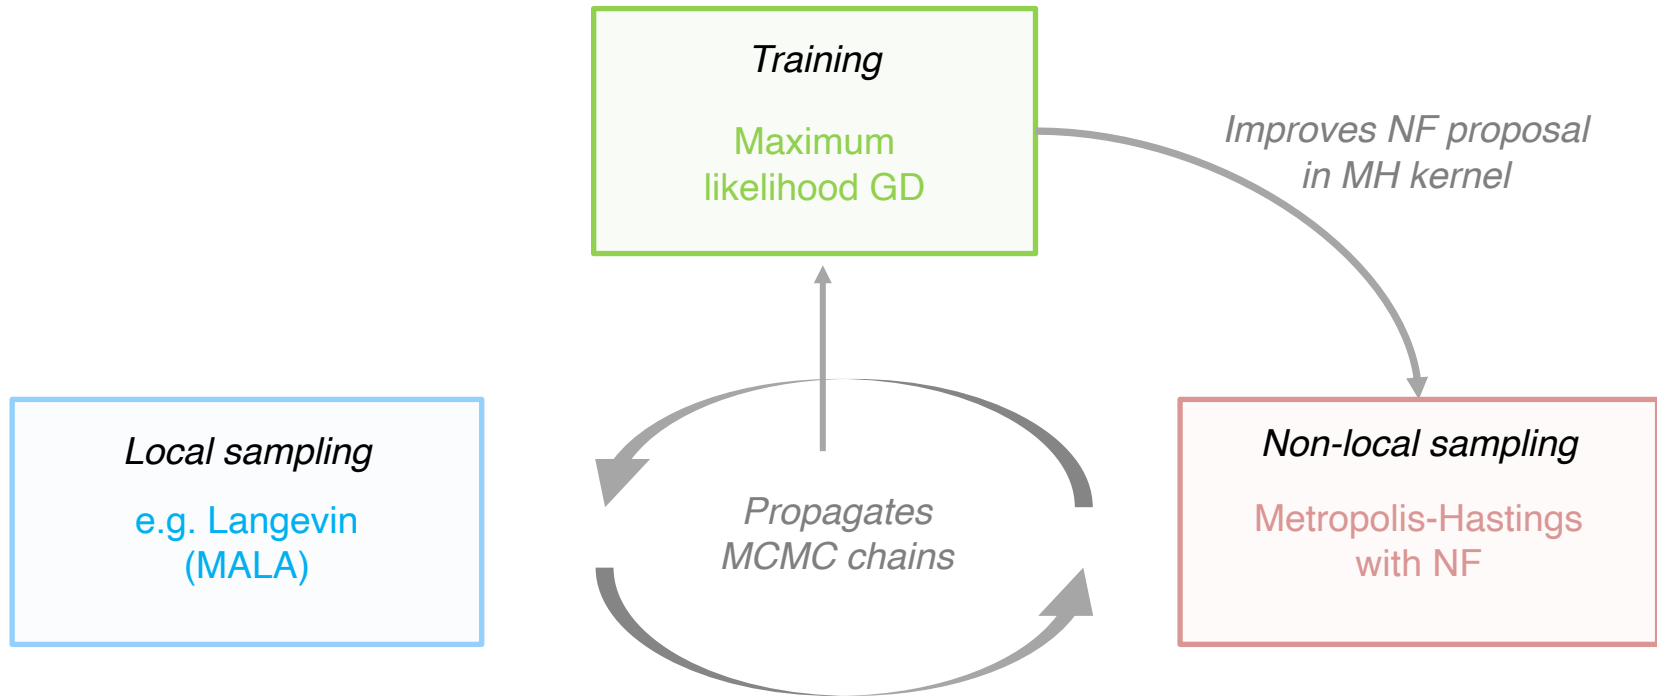 Training
Maximum
likelihood GD
Improves NF proposal
in MH kernel
Local sampling
e.g. Langevin
(MALA)
Propagates
MCMC chains
Non-local sampling
Metropolis-Hastings
with NF